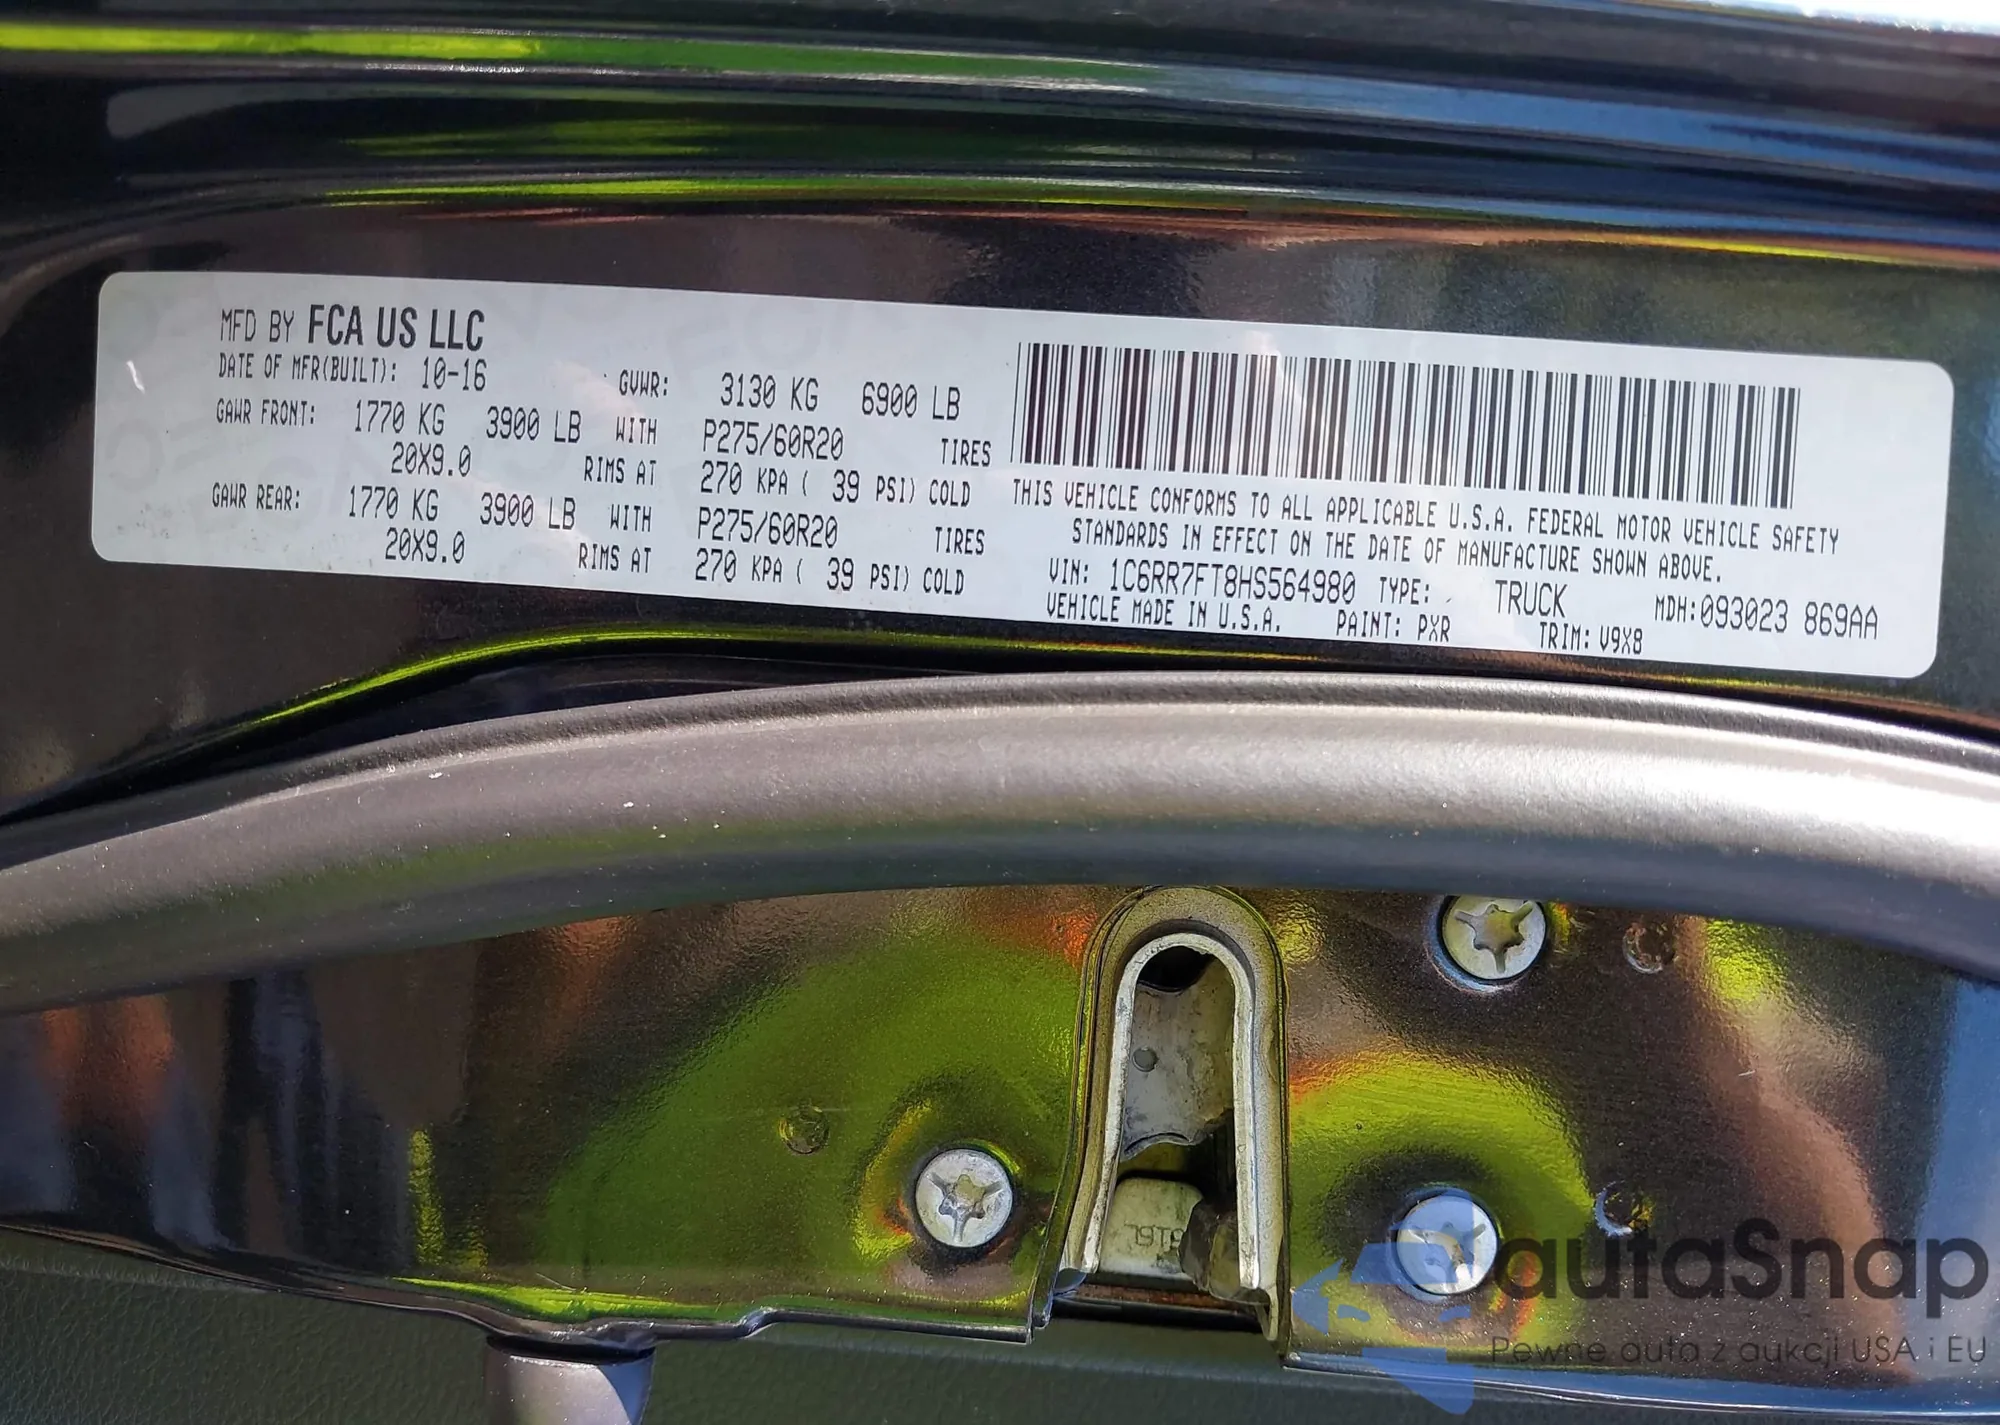 MFD BY FCA US LLC
DATE OF MFR(BUILT): 10-16 GVWR: 3130 KG 6900 LB
GAWR FRONT: 1770 KG 3900 LB WITH P275/60R20 TIRES
20X9.0 RIMS AT 270 KPA ( 39 PSI) COLD
GAWR REAR: 1770 KG 3900 LB WITH P275/60R20 TIRES
20X9.0 RIMS AT 270 KPA ( 39 PSI) COLD
THIS VEHICLE CONFORMS TO ALL APPLICABLE U.S.A. FEDERAL MOTOR VEHICLE SAFETY
STANDARDS IN EFFECT ON THE DATE OF MANUFACTURE SHOWN ABOVE.
VIN: 1C6RR7FT8HS564980 TYPE: TRUCK MDH:093023 869AA
VEHICLE MADE IN U.S.A. PAINT: PXR TRIM: V9X8
autaSnap
Pewne auta z aukcji USA i EU